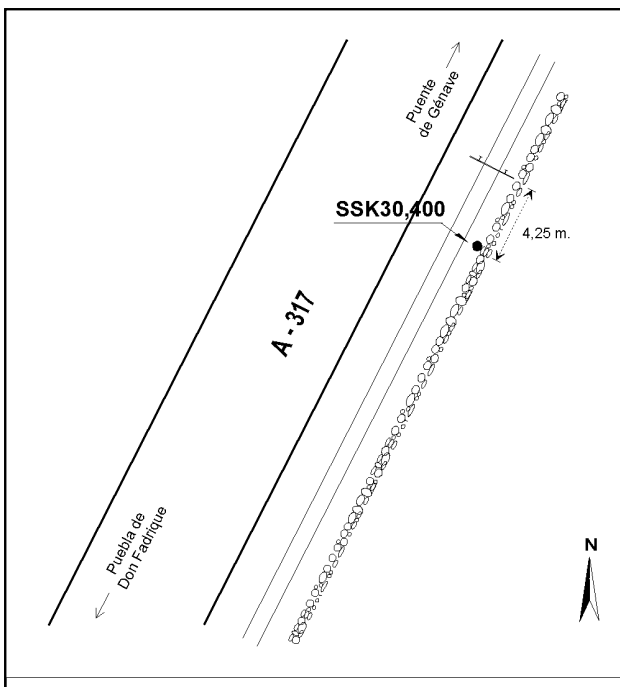 Puente
de Génave
SSK30,400
4,25 m.
A - 317
Puebla de
Don Fadrique
N